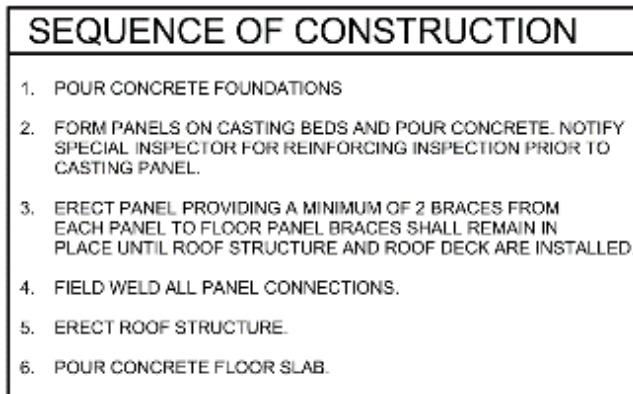 SEQUENCE OF CONSTRUCTION
1. POUR CONCRETE FOUNDATIONS
2. FORM PANELS ON CASTING BEDS AND POUR CONCRETE. NOTIFY
SPECIAL INSPECTOR FOR REINFORCING INSPECTION PRIOR TO
CASTING PANEL.
3. ERECT PANEL PROVIDING A MINIMUM OF 2 BRACES FROM
EACH PANEL TO FLOOR PANEL BRACES SHALL REMAIN IN
PLACE UNTIL ROOF STRUCTURE AND ROOF DECK ARE INSTALLED.
4. FIELD WELD ALL PANEL CONNECTIONS.
5. ERECT ROOF STRUCTURE.
6. POUR CONCRETE FLOOR SLAB.